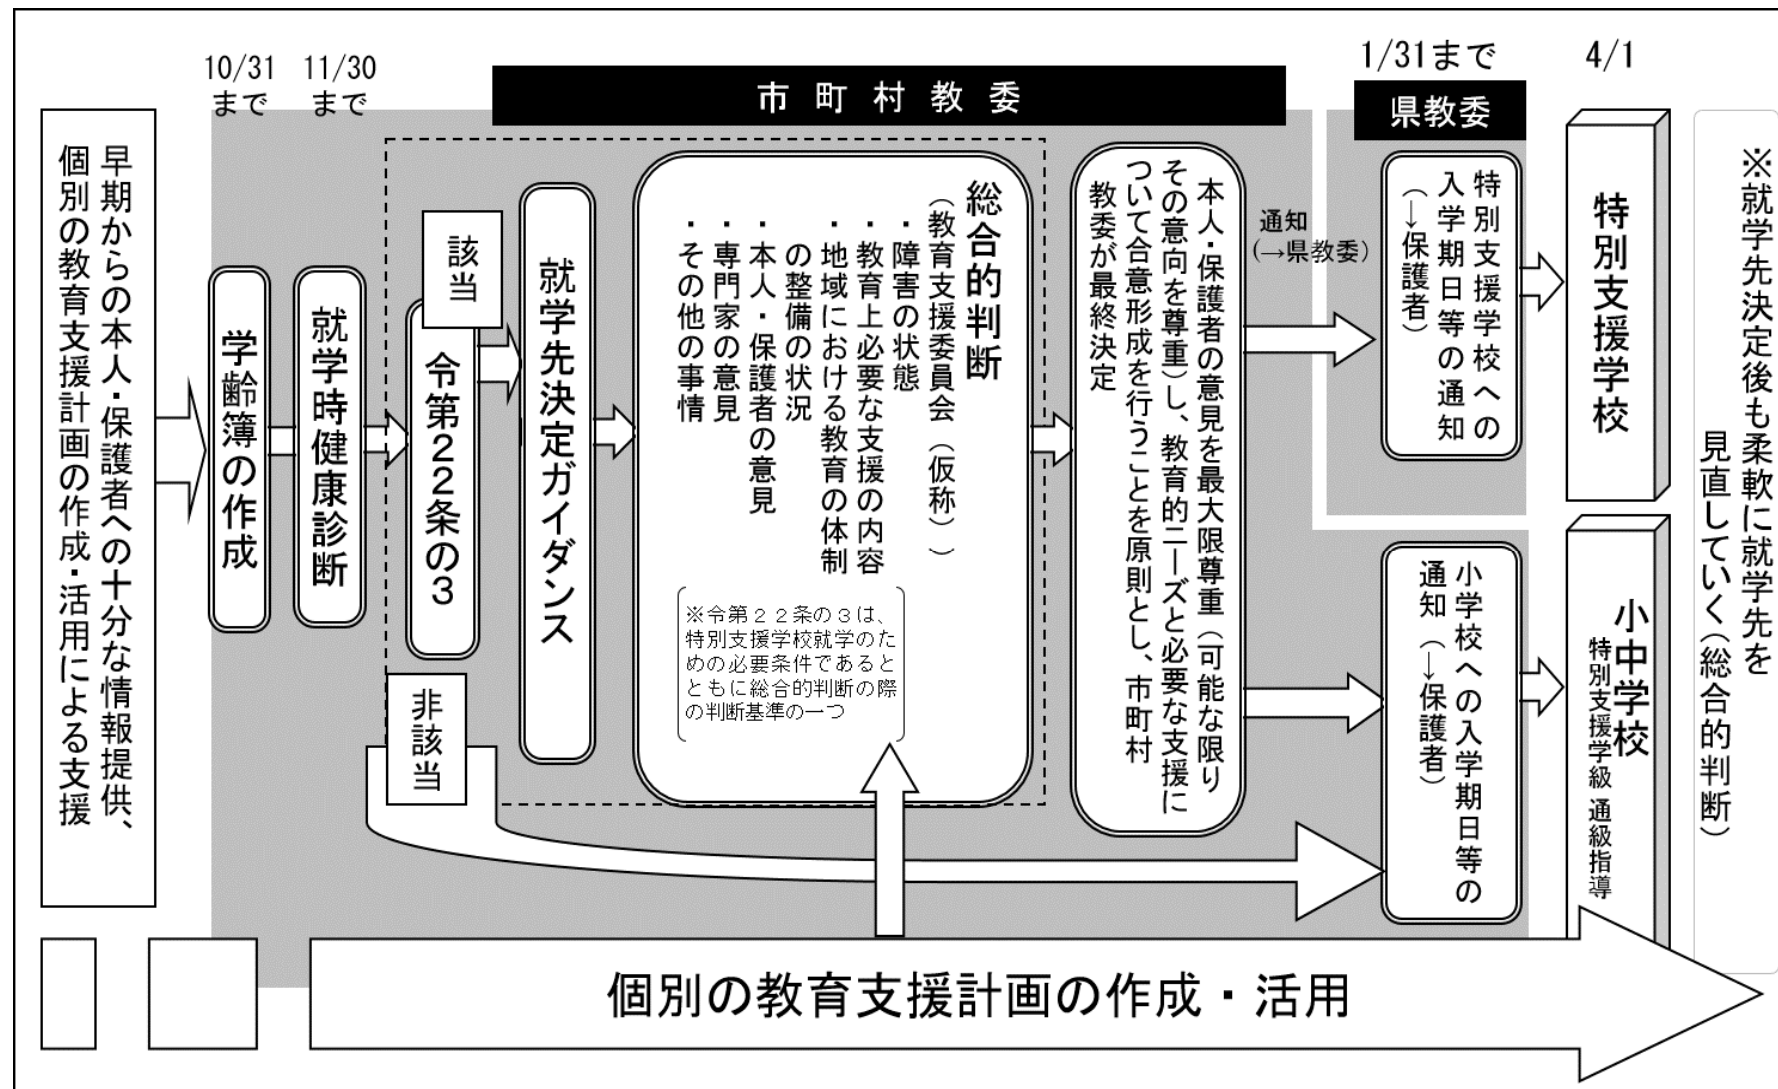 10/31
まで
11/30
まで
市町村教委
1/31まで
県教委
4/1
早期からの本人・保護者への十分な情報提供、
個別の教育支援計画の作成・活用による支援
学齢簿の作成
就学時健康診断
該当
令第２２条の３
非該当
就学先決定ガイダンス
総合的判断
（教育支援委員会（仮称））
・障害の状態
・教育上必要な支援の内容
・地域における教育の体制
の整備の状況
・本人・保護者の意見
・専門家の意見
・その他の事情
※令第２２条の３は、
特別支援学校就学のた
めの必要条件であると
ともに総合的判断の際
の判断基準の一つ
本人・保護者の意見を最大限尊重（可能な限り
その意向を尊重）し、教育的ニーズと必要な支援に
ついて合意形成を行うことを原則とし、市町村
教委が最終決定
通知
（→県教委）
特別支援学校への
入学期日等の通知
（→保護者）
小学校への入学期日等の
通知（→保護者）
特別支援学校
小中学校
特別支援学級 通級指導
※就学先決定後も柔軟に就学先を
見直していく（総合的判断）
個別の教育支援計画の作成・活用